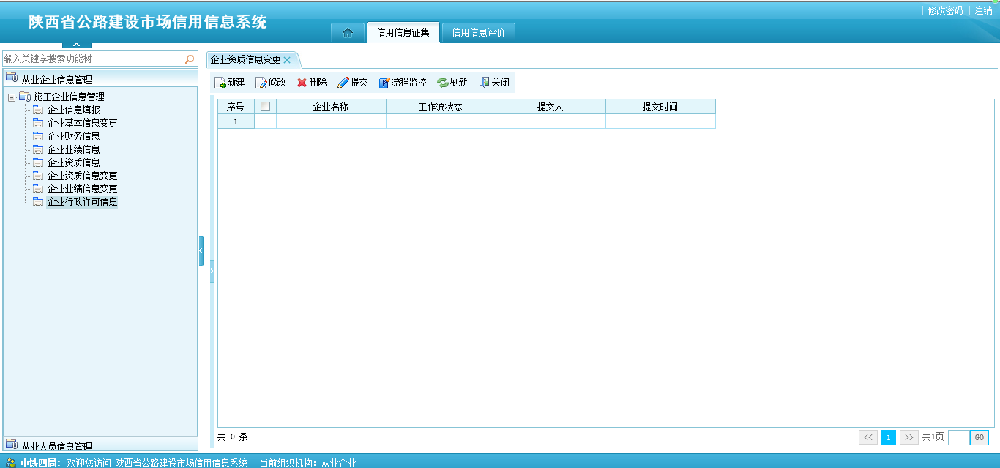 陕西省公路建设市场信用信息系统
| 修改密码 | 注销
信用信息征集 信用信息评价
输入关键字搜索功能树
从业企业信息管理
施工企业信息管理
企业信息填报
企业基本信息变更
企业财务信息
企业业绩信息
企业资质信息
企业资质信息变更
企业业绩信息变更
企业行政许可信息
从业人员信息管理
企业资质信息变更
新建 修改 删除 提交 流程监控 刷新 关闭
序号 企业名称 工作流状态 提交人 提交时间
1
共 0 条
<< 1 >> 共1页 GO
中铁四局: 欢迎您访问 陕西省公路建设市场信用信息系统 当前组织机构: 从业企业